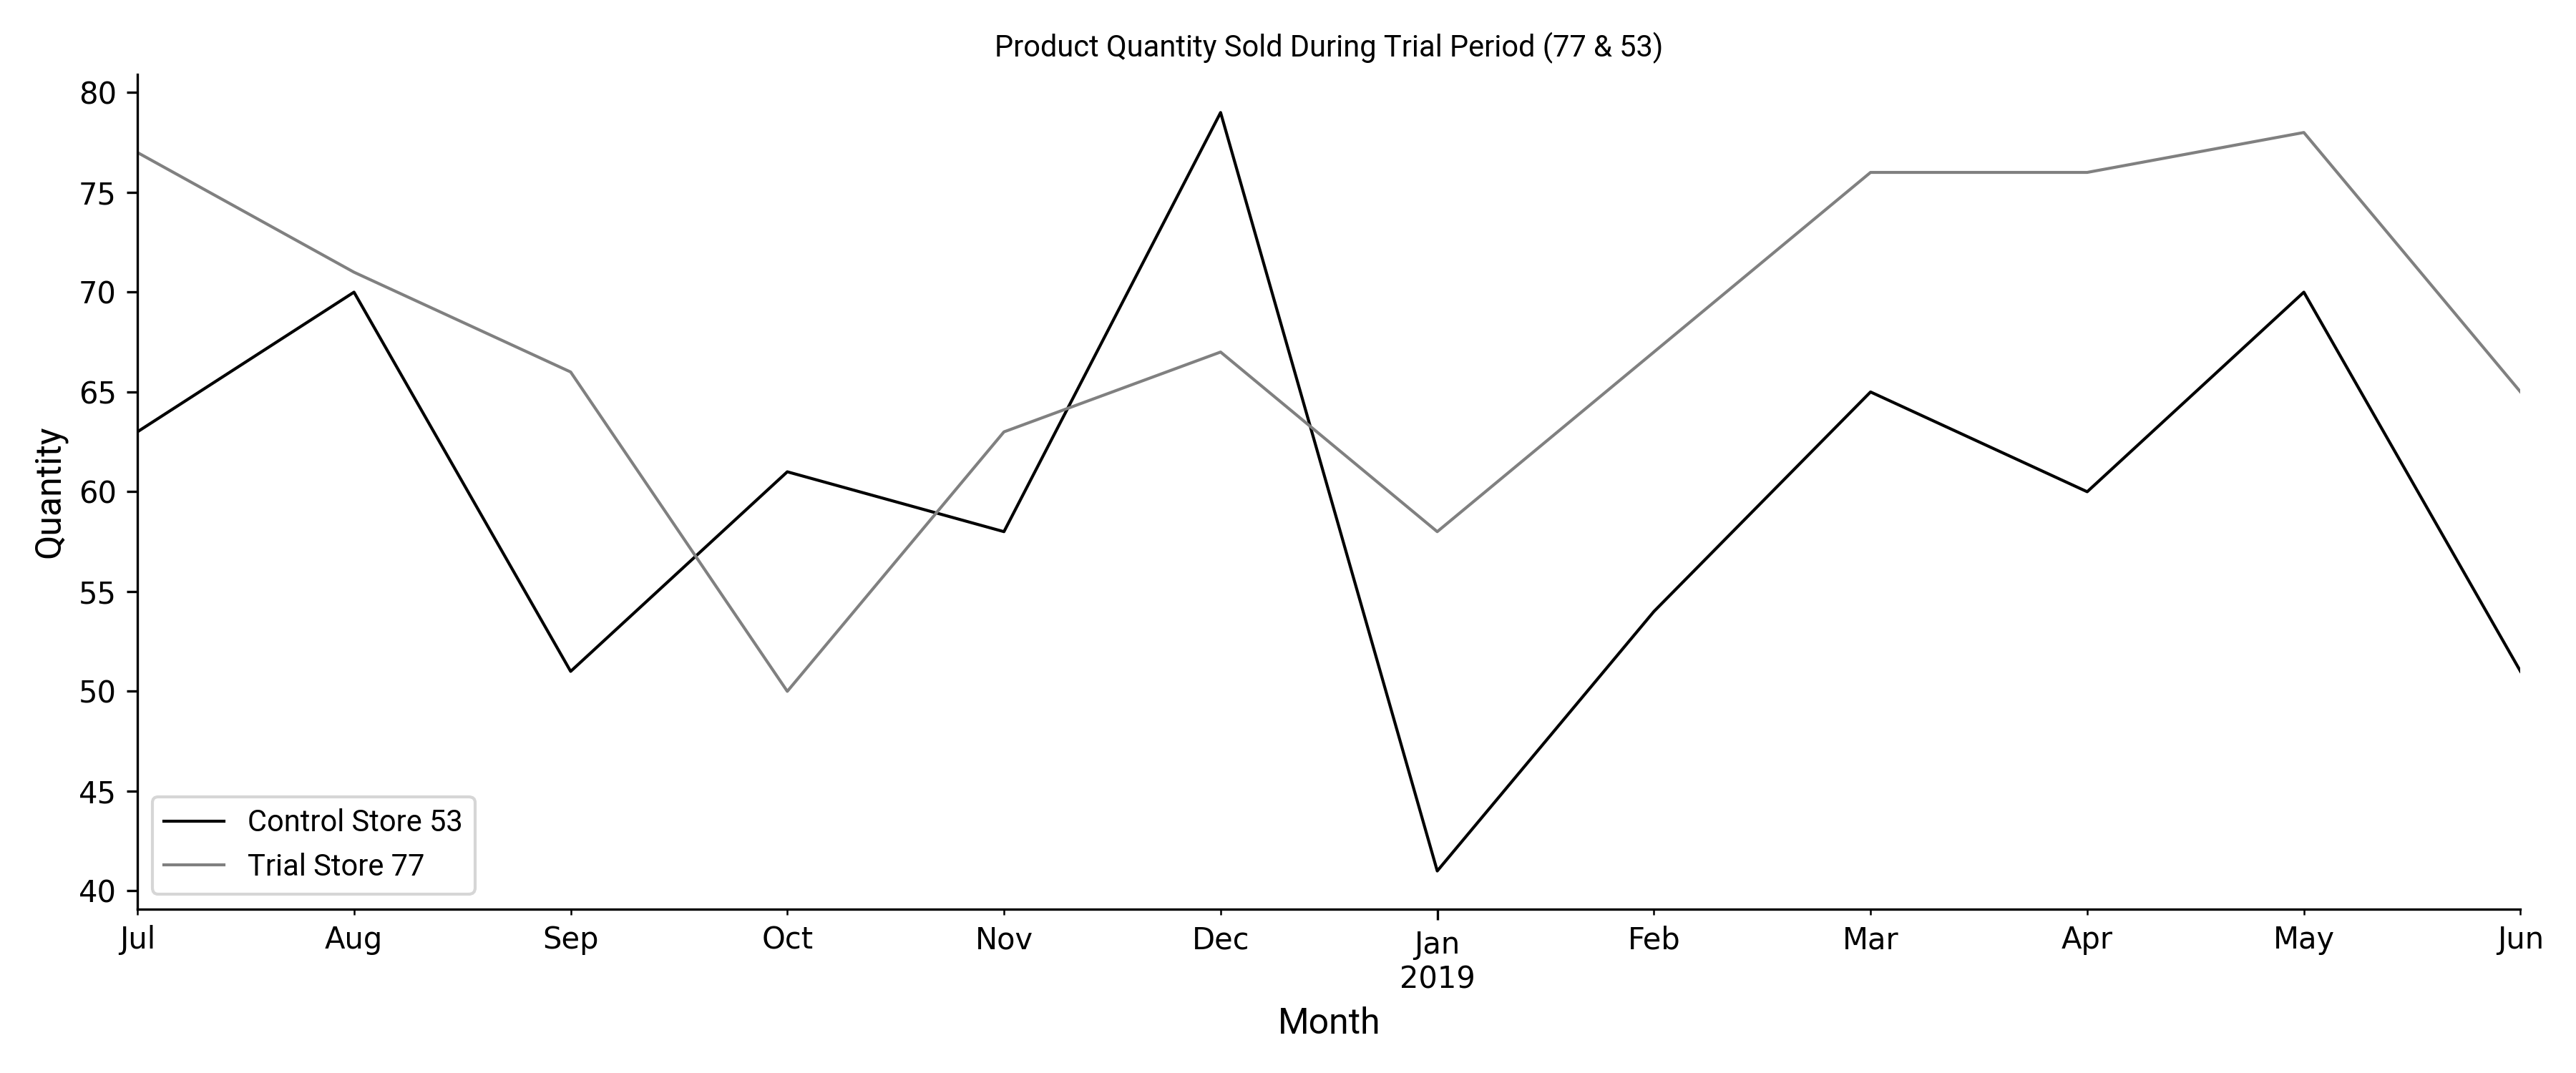 Product Quantity Sold During Trial Period (77 & 53)
80
75
70
65
60
55
50
45
40
Quantity
Control Store 53
Trial Store 77
Jul Aug Sep Oct Nov Dec Jan Feb Mar Apr May Jun
2019
Month